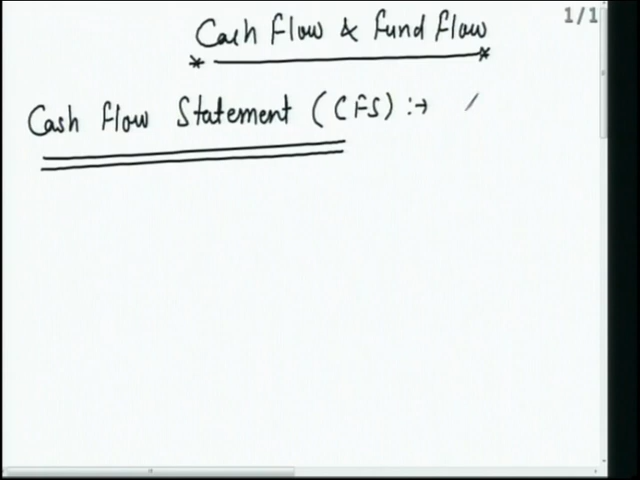 1/1
Cash Flow & Fund Flow
Cash Flow Statement (CFS) :→